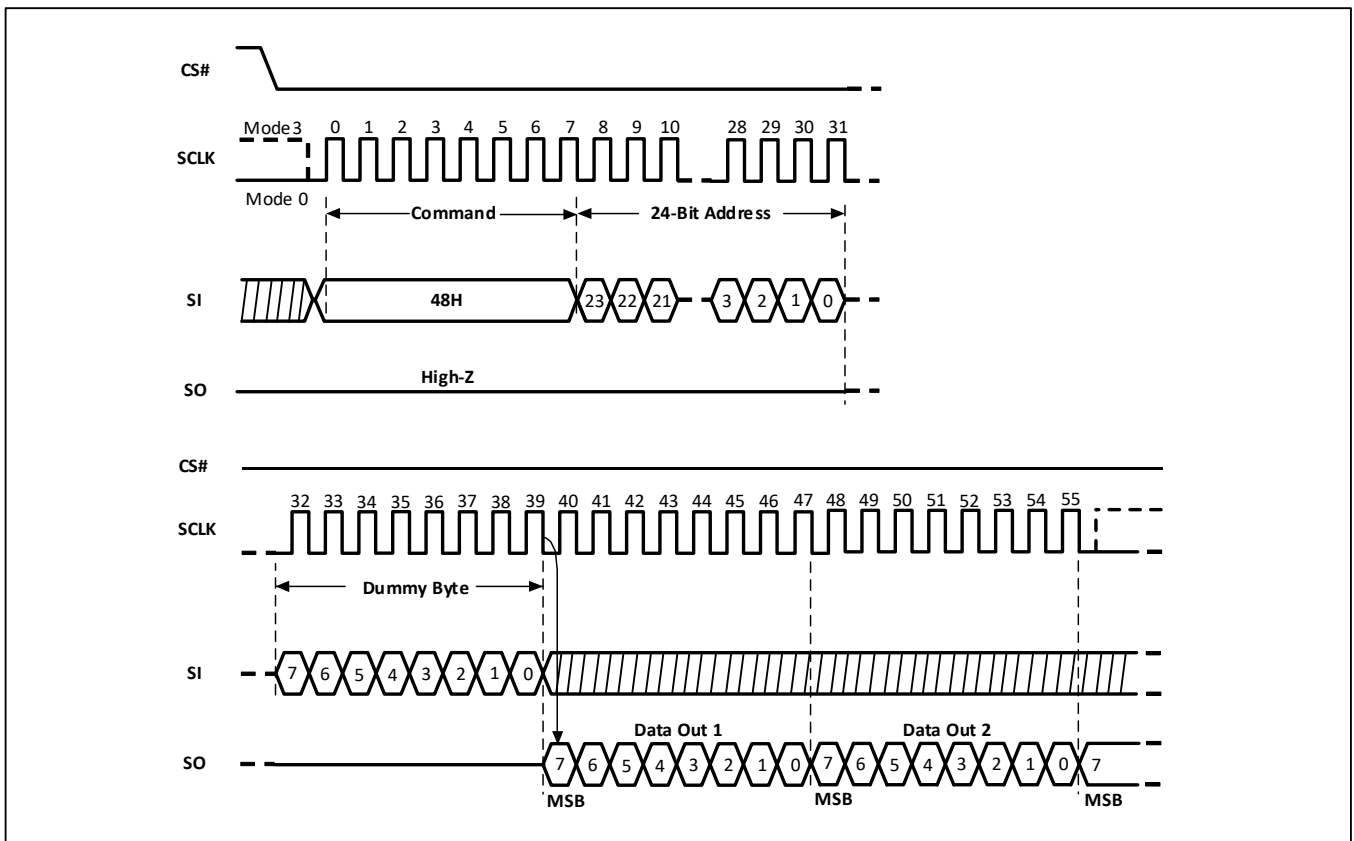 CS#
Mode3 0 1 2 3 4 5 6 7 8 9 10 28 29 30 31
SCLK
Mode 0
Command 24-Bit Address
SI 48H 23 22 21 3 2 1 0
High-Z
SO
CS#
32 33 34 35 36 37 38 39 40 41 42 43 44 45 46 47 48 49 50 51 52 53 54 55
SCLK
Dummy Byte
SI 7 6 5 4 3 2 1 0
Data Out 1 Data Out 2
SO 7 6 5 4 3 2 1 0 7 6 5 4 3 2 1 0 7
MSB MSB MSB